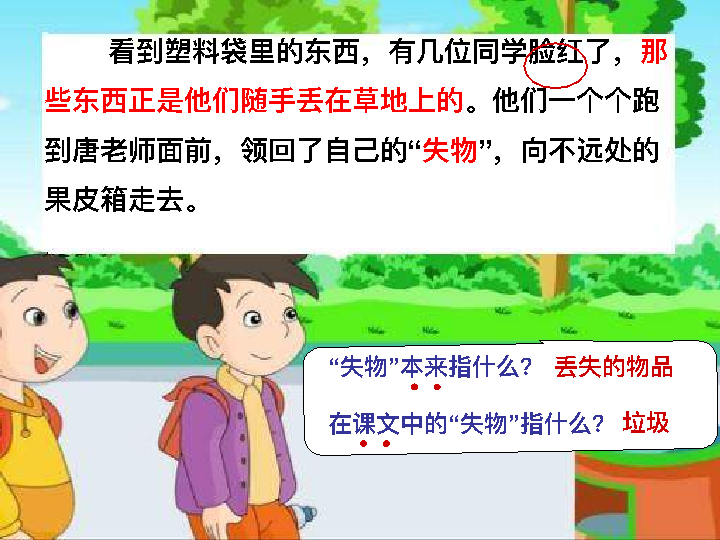 看到塑料袋里的东西，有几位同学脸红了，那
些东西正是他们随手丢在草地上的。他们一个个跑
到唐老师面前，领回了自己的“失物”，向不远处的
果皮箱走去。
“失物”本来指什么？ 丢失的物品
在课文中的“失物”指什么？ 垃圾